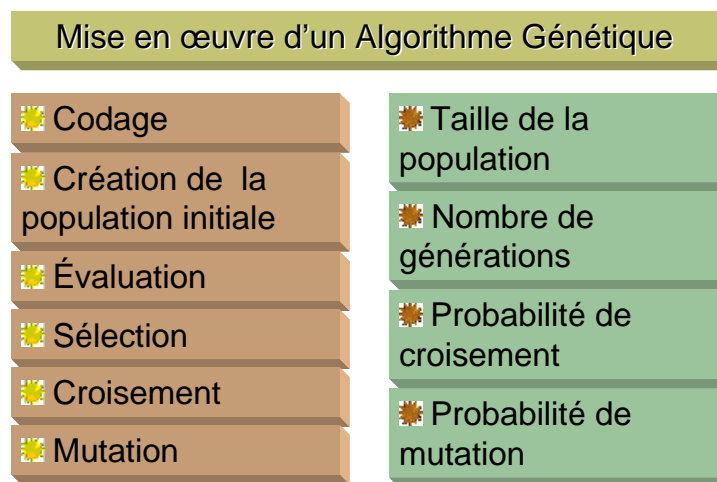 Mise en œuvre d'un Algorithme Génétique
Codage
Création de la
population initiale
Évaluation
Sélection
Croisement
Mutation
Taille de la
population
Nombre de
générations
Probabilité de
croisement
Probabilité de
mutation